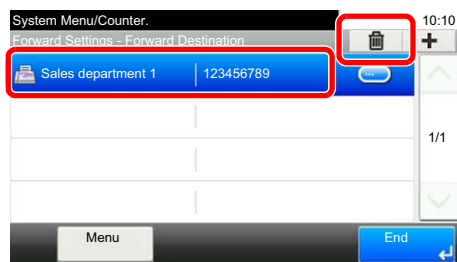 System Menu/Counter. 10:10
Forward Settings - Forward Destination
Sales department 1 123456789
1/1
Menu End